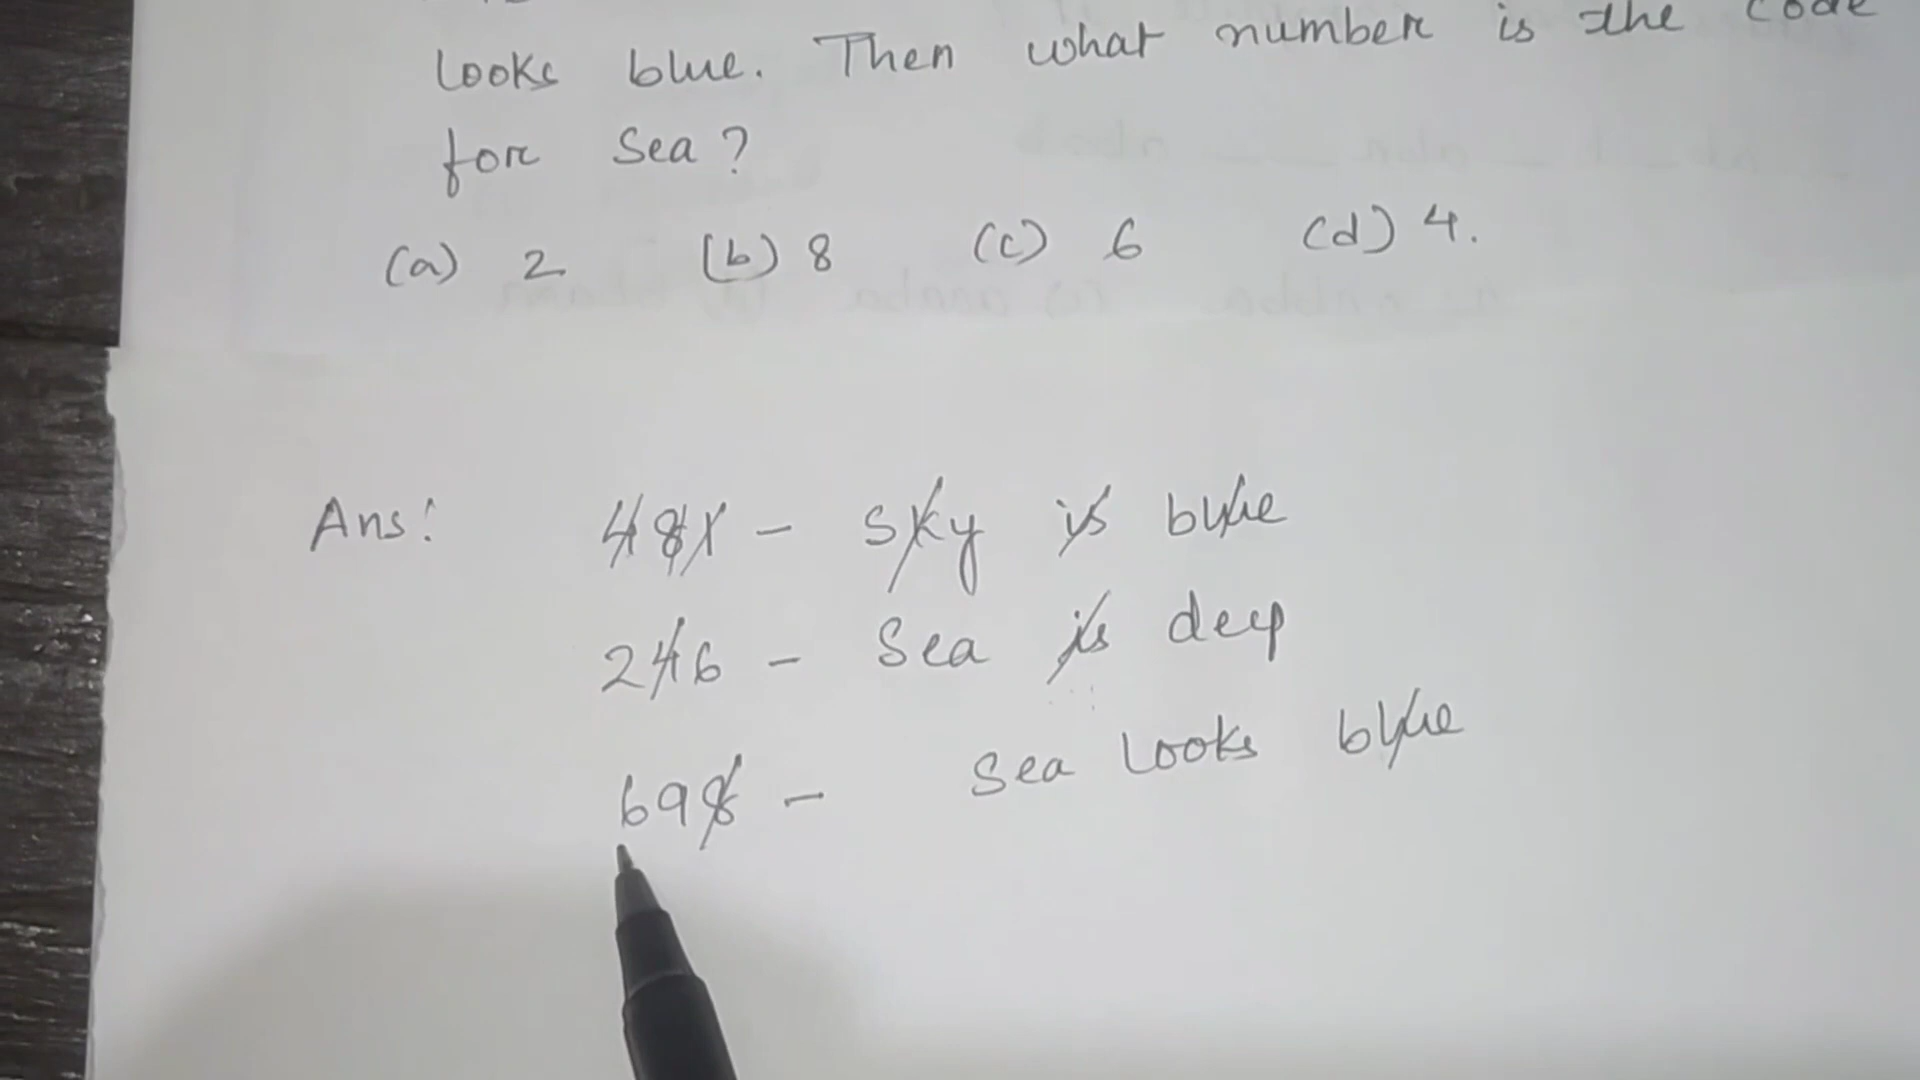 looks blue. Then what number is the code
for Sea?
(a) 2 (b) 8 (c) 6 (d) 4.
Ans: 481 - sky is blue
246 - Sea is deep
698 - Sea looks blue